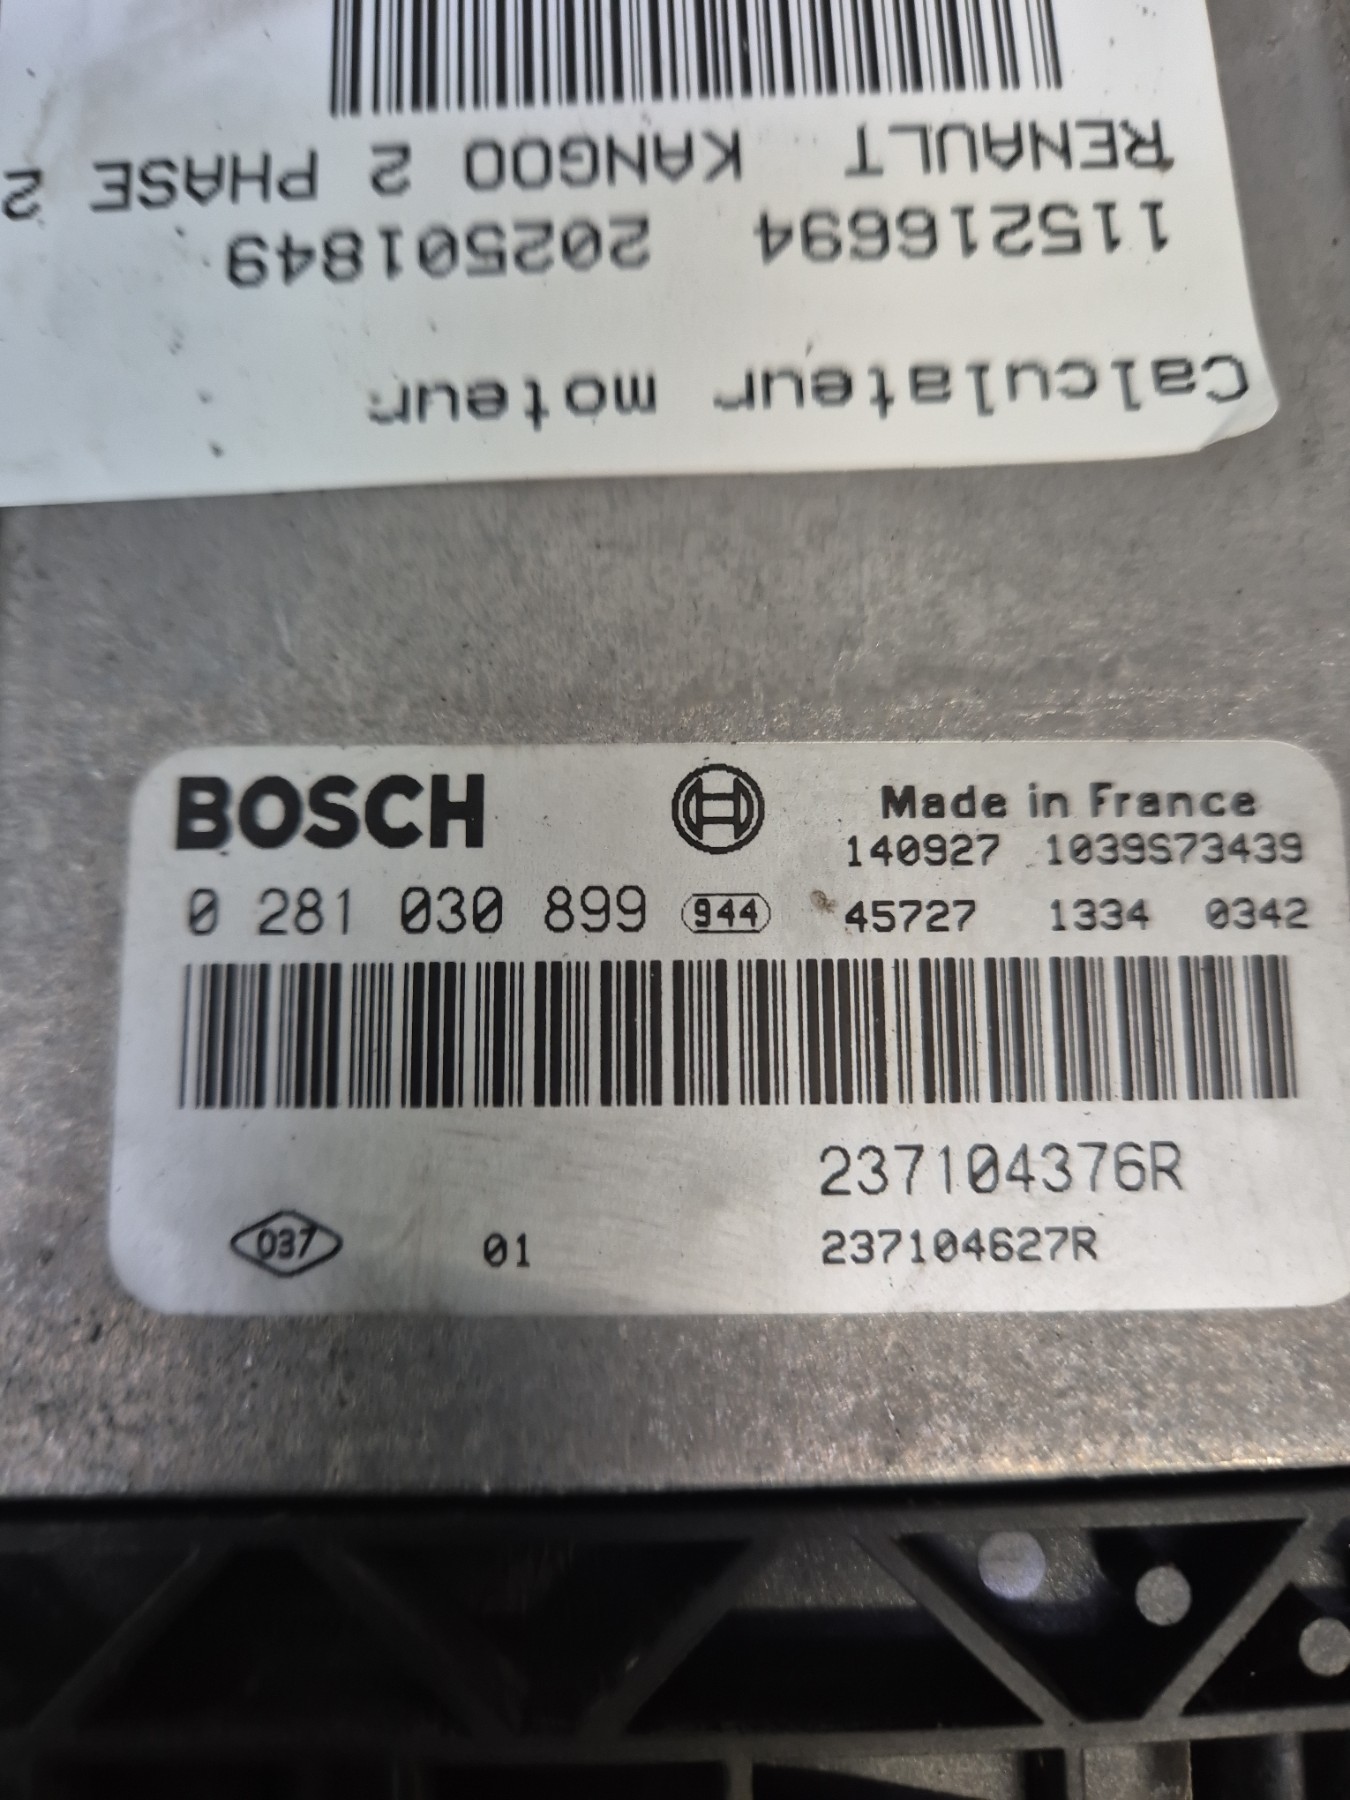 Calculateur moteur
115216694 202501849
RENAULT KANGOO 2 PHASE 2
BOSCH
Made in France
140927 1039S73439
0 281 030 899 944 45727 1334 0342
237104376R
037 01 237104627R